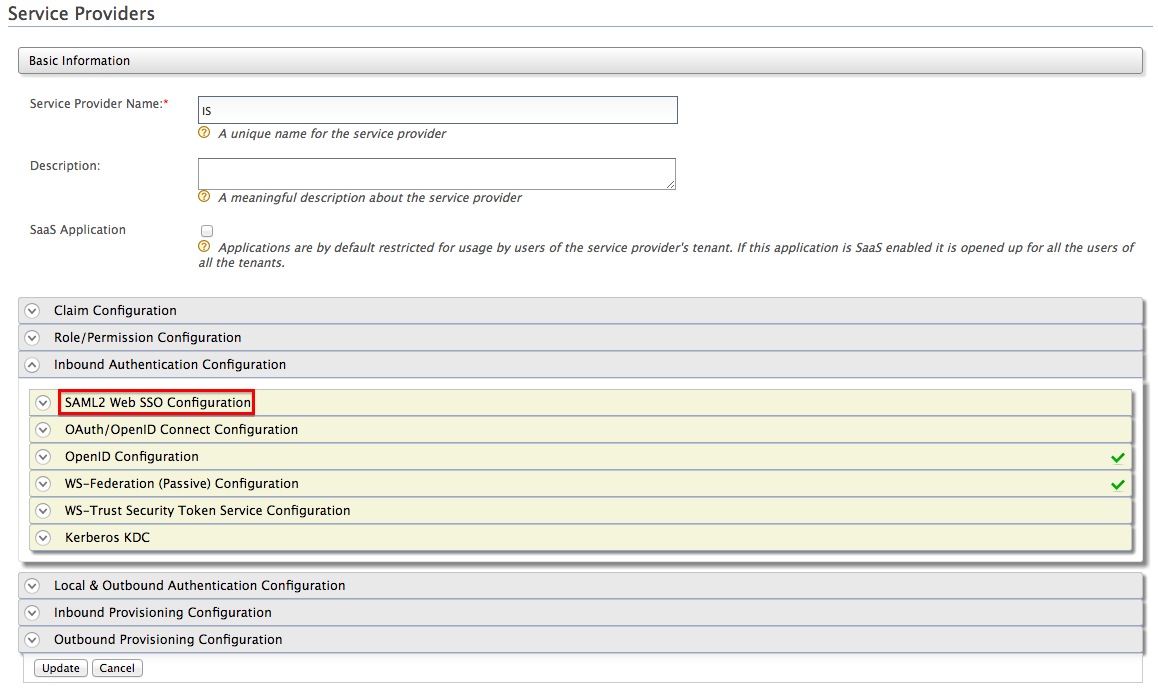 Service Providers
Basic Information
Service Provider Name:*
IS
A unique name for the service provider
Description:
A meaningful description about the service provider
SaaS Application
Applications are by default restricted for usage by users of the service provider's tenant. If this application is SaaS enabled it is opened up for all the users of
all the tenants.
Claim Configuration
Role/Permission Configuration
Inbound Authentication Configuration
SAML2 Web SSO Configuration
OAuth/OpenID Connect Configuration
OpenID Configuration
WS-Federation (Passive) Configuration
WS-Trust Security Token Service Configuration
Kerberos KDC
Local & Outbound Authentication Configuration
Inbound Provisioning Configuration
Outbound Provisioning Configuration
Update Cancel